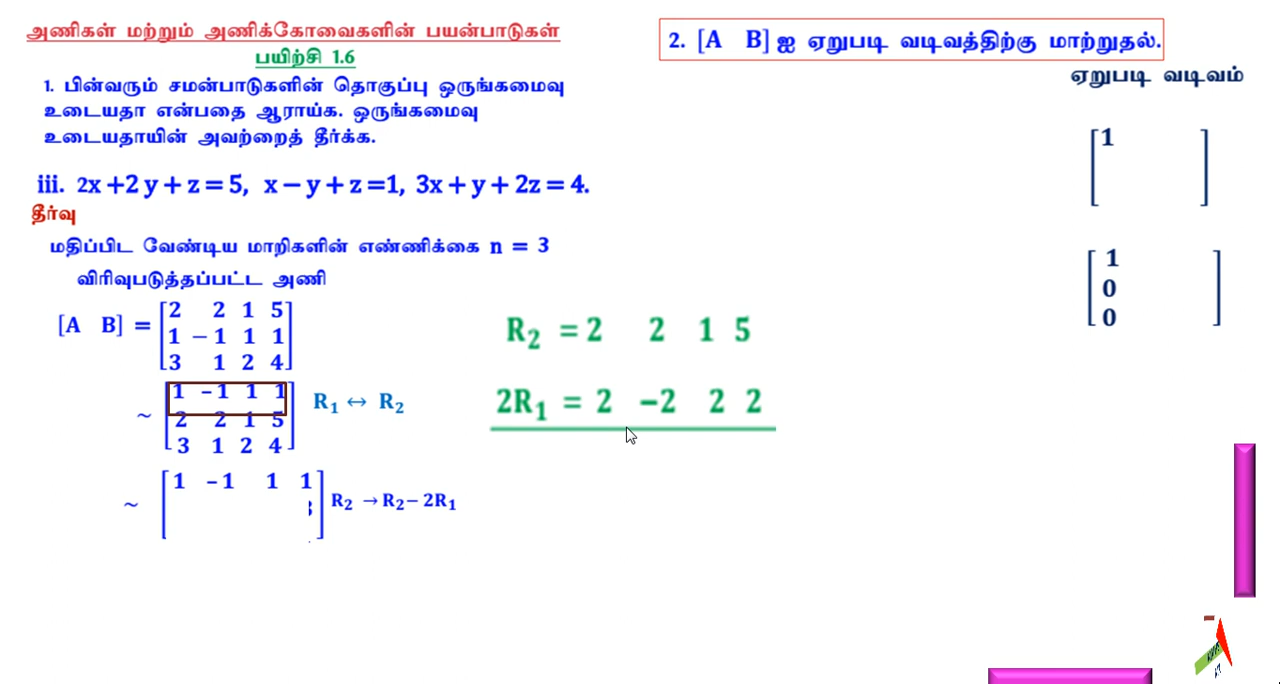 அணிகள் மற்றும் அணிக்கோவைகளின் பயன்பாடுகள்
பயிற்சி 1.6
1. பின்வரும் சமன்பாடுகளின் தொகுப்பு ஒருங்கமைவு
உடையதா என்பதை ஆராய்க. ஒருங்கமைவு
உடையதாயின் அவற்றைத் தீர்க்க.
iii. 2x +2 y + z = 5, x − y + z =1, 3x + y + 2z = 4.
தீர்வு
மதிப்பிட வேண்டிய மாறிகளின் எண்ணிக்கை n = 3
விரிவுபடுத்தப்பட்ட அணி
[A B] =
2 2 1 5
1 − 1 1 1
3 1 2 4
~
1 -1 1 1
2 2 1 5
3 1 2 4
R₁ ↔ R₂
~
1 -1 1 1
R₂ → R₂ − 2R₁
R₂ = 2 2 1 5
2R₁ = 2 −2 2 2
2. [A B] ஐ ஏறுபடி வடிவத்திற்கு மாற்றுதல்.
ஏறுபடி வடிவம்
1
1
0
0